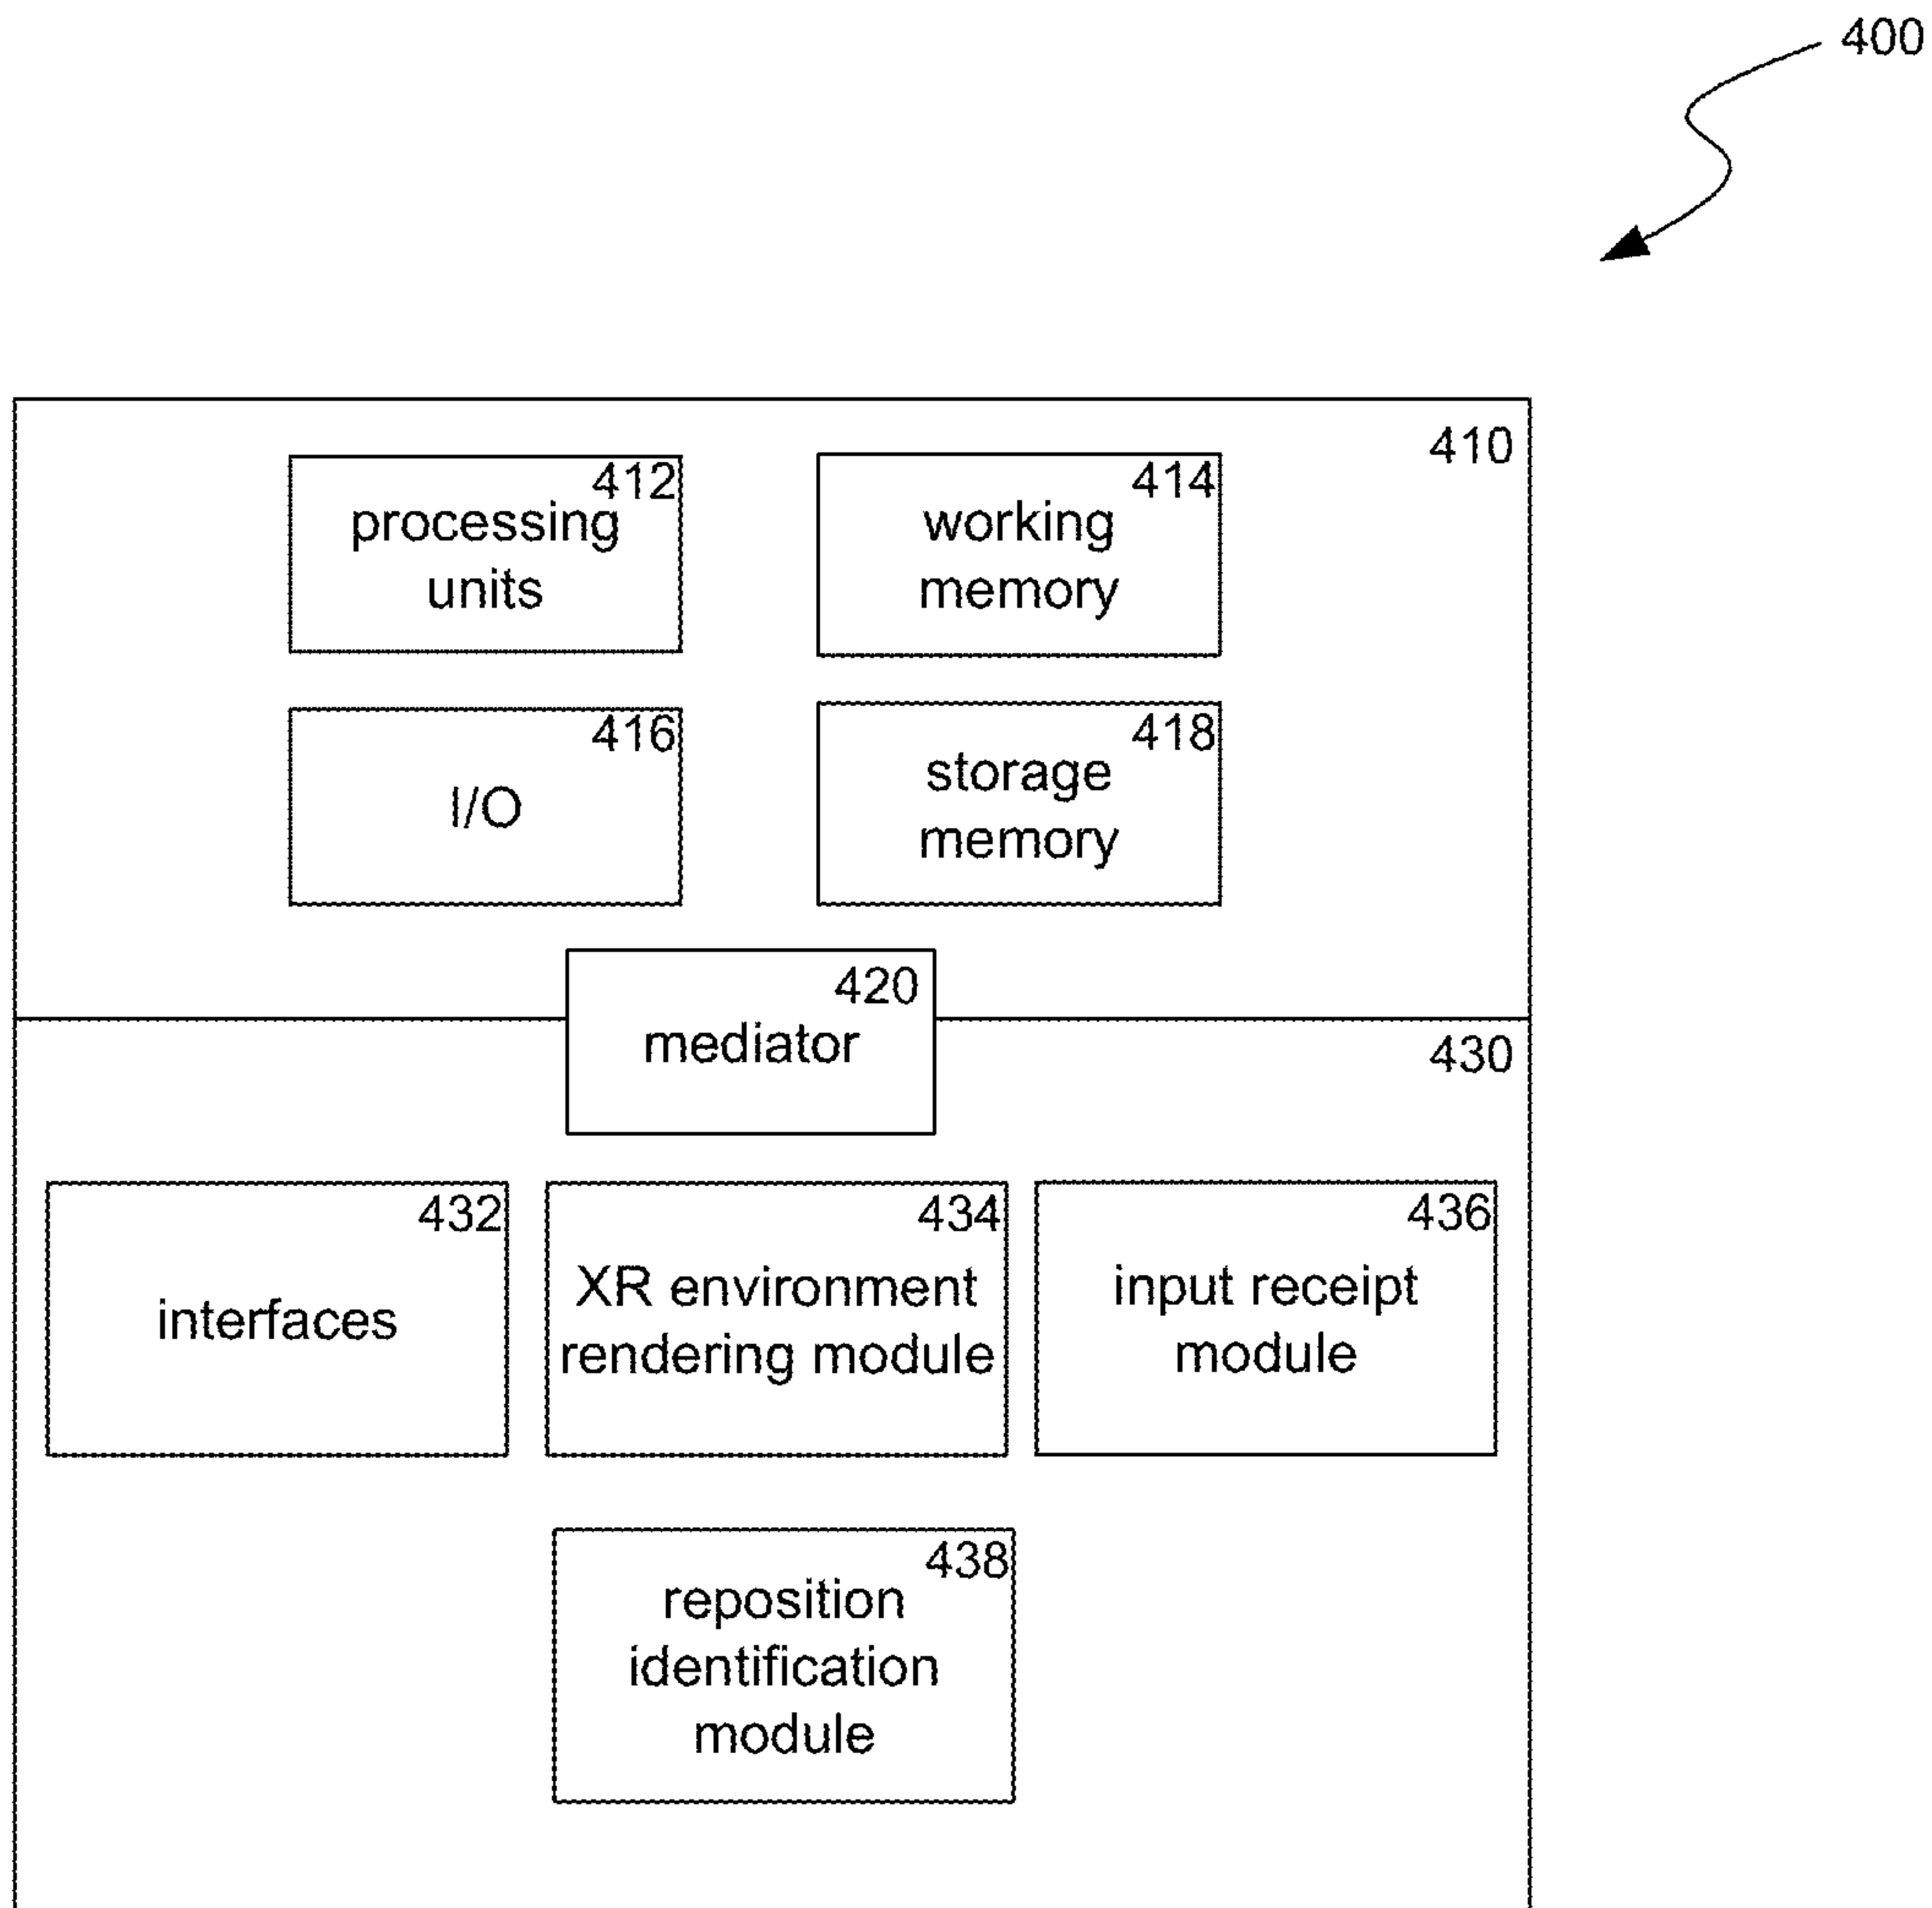 400
410
412
processing
units
414
working
memory
416
I/O
418
storage
memory
420
mediator
430
432
interfaces
434
XR environment
rendering module
436
input receipt
module
438
reposition
identification
module